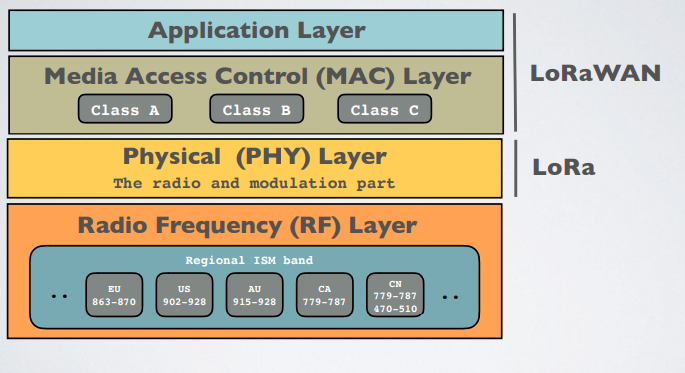 Application Layer
Media Access Control (MAC) Layer
Class A
Class B
Class C
LoRaWAN
Physical (PHY) Layer
The radio and modulation part
LoRa
Radio Frequency (RF) Layer
Regional ISM band
..
EU
863-870
US
902-928
AU
915-928
CA
779-787
CN
779-787
470-510
..